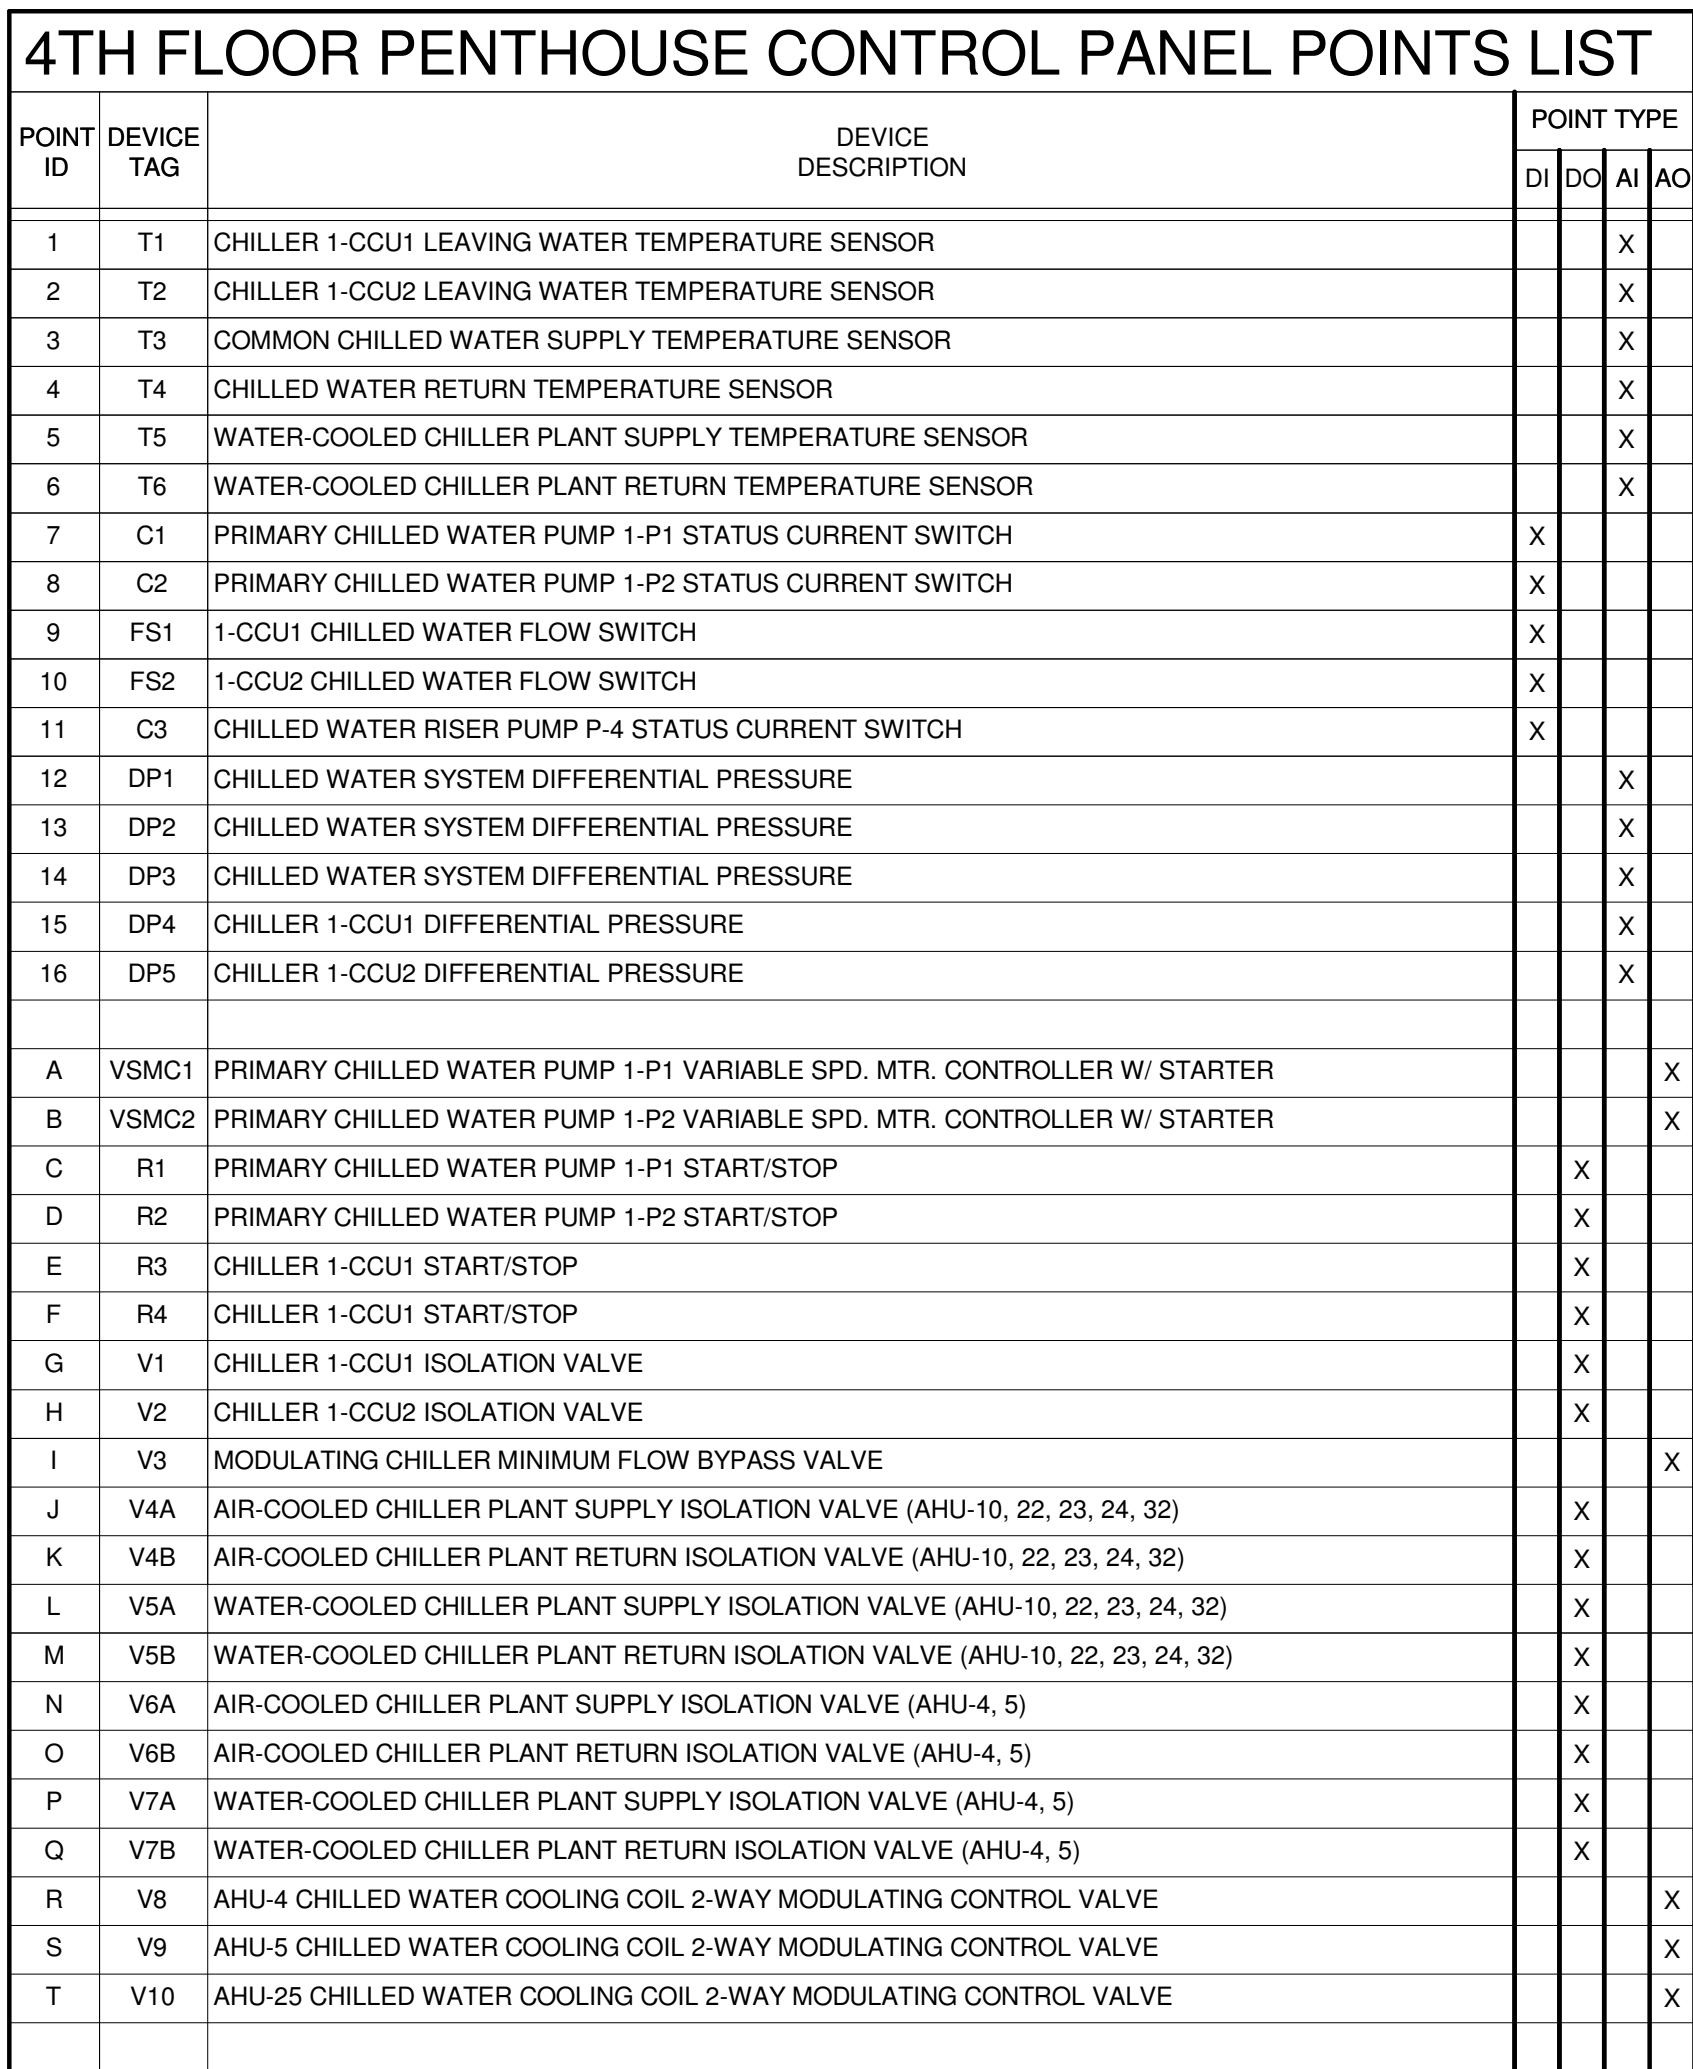 4TH FLOOR PENTHOUSE CONTROL PANEL POINTS LIST
POINT ID DEVICE TAG DEVICE DESCRIPTION POINT TYPE
DI DO AI AO
1 T1 CHILLER 1-CCU1 LEAVING WATER TEMPERATURE SENSOR X
2 T2 CHILLER 1-CCU2 LEAVING WATER TEMPERATURE SENSOR X
3 T3 COMMON CHILLED WATER SUPPLY TEMPERATURE SENSOR X
4 T4 CHILLED WATER RETURN TEMPERATURE SENSOR X
5 T5 WATER-COOLED CHILLER PLANT SUPPLY TEMPERATURE SENSOR X
6 T6 WATER-COOLED CHILLER PLANT RETURN TEMPERATURE SENSOR X
7 C1 PRIMARY CHILLED WATER PUMP 1-P1 STATUS CURRENT SWITCH X
8 C2 PRIMARY CHILLED WATER PUMP 1-P2 STATUS CURRENT SWITCH X
9 FS1 1-CCU1 CHILLED WATER FLOW SWITCH X
10 FS2 1-CCU2 CHILLED WATER FLOW SWITCH X
11 C3 CHILLED WATER RISER PUMP P-4 STATUS CURRENT SWITCH X
12 DP1 CHILLED WATER SYSTEM DIFFERENTIAL PRESSURE X
13 DP2 CHILLED WATER SYSTEM DIFFERENTIAL PRESSURE X
14 DP3 CHILLED WATER SYSTEM DIFFERENTIAL PRESSURE X
15 DP4 CHILLER 1-CCU1 DIFFERENTIAL PRESSURE X
16 DP5 CHILLER 1-CCU2 DIFFERENTIAL PRESSURE X
A VSMC1 PRIMARY CHILLED WATER PUMP 1-P1 VARIABLE SPD. MTR. CONTROLLER W/ STARTER X
B VSMC2 PRIMARY CHILLED WATER PUMP 1-P2 VARIABLE SPD. MTR. CONTROLLER W/ STARTER X
C R1 PRIMARY CHILLED WATER PUMP 1-P1 START/STOP X
D R2 PRIMARY CHILLED WATER PUMP 1-P2 START/STOP X
E R3 CHILLER 1-CCU1 START/STOP X
F R4 CHILLER 1-CCU1 START/STOP X
G V1 CHILLER 1-CCU1 ISOLATION VALVE X
H V2 CHILLER 1-CCU2 ISOLATION VALVE X
I V3 MODULATING CHILLER MINIMUM FLOW BYPASS VALVE X
J V4A AIR-COOLED CHILLER PLANT SUPPLY ISOLATION VALVE (AHU-10, 22, 23, 24, 32) X
K V4B AIR-COOLED CHILLER PLANT RETURN ISOLATION VALVE (AHU-10, 22, 23, 24, 32) X
L V5A WATER-COOLED CHILLER PLANT SUPPLY ISOLATION VALVE (AHU-10, 22, 23, 24, 32) X
M V5B WATER-COOLED CHILLER PLANT RETURN ISOLATION VALVE (AHU-10, 22, 23, 24, 32) X
N V6A AIR-COOLED CHILLER PLANT SUPPLY ISOLATION VALVE (AHU-4, 5) X
O V6B AIR-COOLED CHILLER PLANT RETURN ISOLATION VALVE (AHU-4, 5) X
P V7A WATER-COOLED CHILLER PLANT SUPPLY ISOLATION VALVE (AHU-4, 5) X
Q V7B WATER-COOLED CHILLER PLANT RETURN ISOLATION VALVE (AHU-4, 5) X
R V8 AHU-4 CHILLED WATER COOLING COIL 2-WAY MODULATING CONTROL VALVE X
S V9 AHU-5 CHILLED WATER COOLING COIL 2-WAY MODULATING CONTROL VALVE X
T V10 AHU-25 CHILLED WATER COOLING COIL 2-WAY MODULATING CONTROL VALVE X